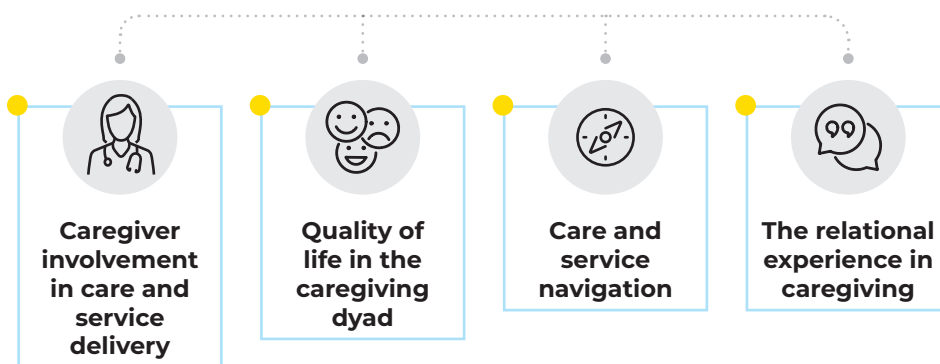 Caregiver
involvement
in care and
service
delivery
Quality of
life in the
caregiving
dyad
Care and
service
navigation
The relational
experience in
caregiving